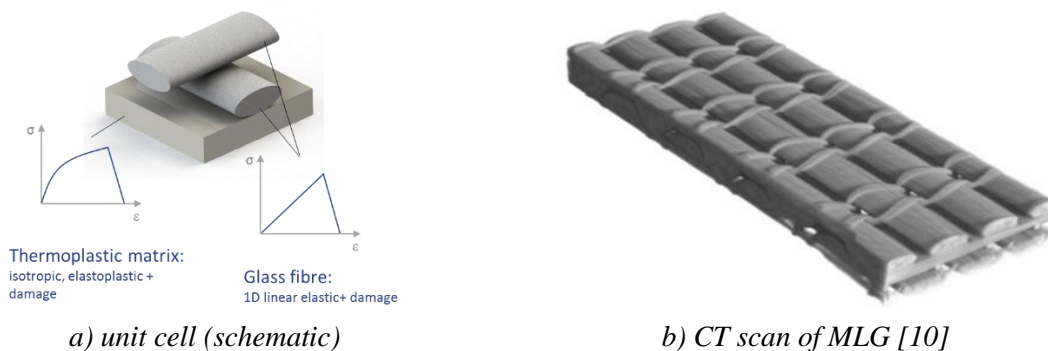 σ
ε
σ
ε
Thermoplastic matrix:
isotropic, elastoplastic +
damage
Glass fibre:
1D linear elastic+ damage
a) unit cell (schematic)
b) CT scan of MLG [10]